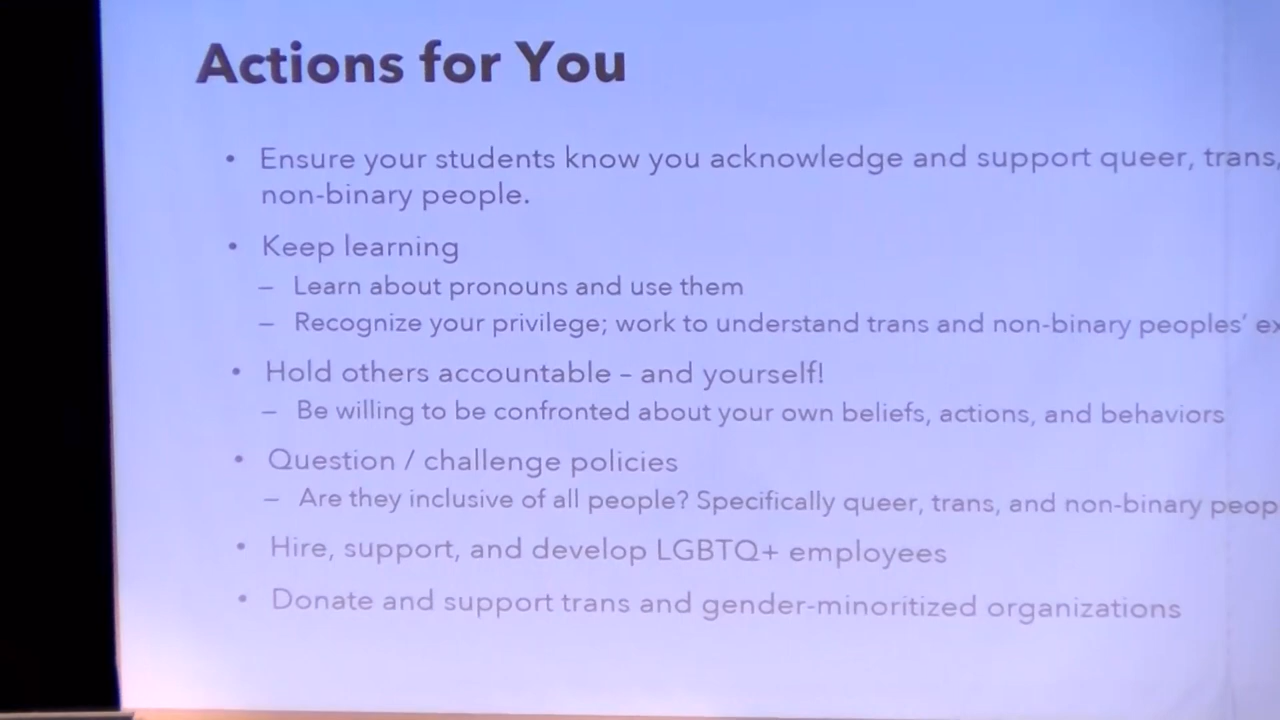 Actions for You
• Ensure your students know you acknowledge and support queer, trans,
non-binary people.
• Keep learning
– Learn about pronouns and use them
– Recognize your privilege; work to understand trans and non-binary peoples'
• Hold others accountable – and yourself!
– Be willing to be confronted about your own beliefs, actions, and behaviors
• Question / challenge policies
– Are they inclusive of all people? Specifically queer, trans, and non-binary
• Hire, support, and develop LGBTQ+ employees
• Donate and support trans and gender-minoritized organizations